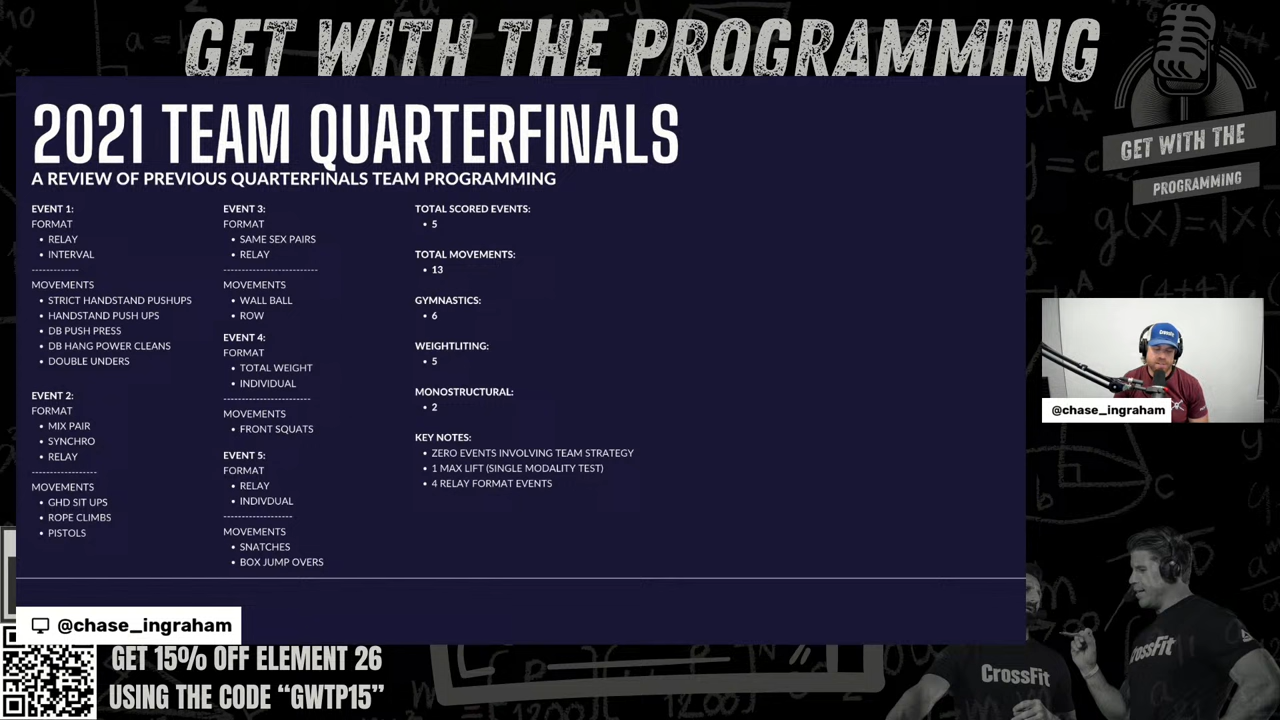 GET WITH THE PROGRAMMING
GET WITH THE
PROGRAMMING
2021 TEAM QUARTERFINALS
A REVIEW OF PREVIOUS QUARTERFINALS TEAM PROGRAMMING
EVENT 1:
FORMAT
• RELAY
• INTERVAL
-------------
MOVEMENTS
• STRICT HANDSTAND PUSHUPS
• HANDSTAND PUSH UPS
• DB PUSH PRESS
• DB HANG POWER CLEANS
• DOUBLE UNDERS
EVENT 2:
FORMAT
• MIX PAIR
• SYNCHRO
• RELAY
------------------
MOVEMENTS
• GHD SIT UPS
• ROPE CLIMBS
• PISTOLS
EVENT 3:
FORMAT
• SAME SEX PAIRS
• RELAY
--------------------------
MOVEMENTS
• WALL BALL
• ROW
EVENT 4:
FORMAT
• TOTAL WEIGHT
• INDIVIDUAL
------------------------
MOVEMENTS
• FRONT SQUATS
EVENT 5:
FORMAT
• RELAY
• INDIVDUAL
-------------------
MOVEMENTS
• SNATCHES
• BOX JUMP OVERS
TOTAL SCORED EVENTS:
• 5
TOTAL MOVEMENTS:
• 13
GYMNASTICS:
• 6
WEIGHTLITING:
• 5
MONOSTRUCTURAL:
• 2
KEY NOTES:
• ZERO EVENTS INVOLVING TEAM STRATEGY
• 1 MAX LIFT (SINGLE MODALITY TEST)
• 4 RELAY FORMAT EVENTS
@chase_ingraham
@chase_ingraham
GET 15% OFF ELEMENT 26
USING THE CODE “GWTP15”
CrossFit
CrossFit